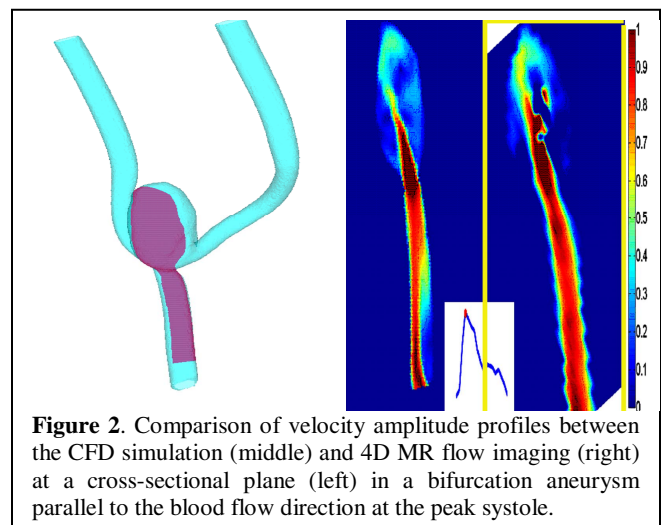 1
0.9
0.8
0.7
0.6
0.5
0.4
0.3
0.2
0.1
0
Figure 2. Comparison of velocity amplitude profiles between
the CFD simulation (middle) and 4D MR flow imaging (right)
at a cross-sectional plane (left) in a bifurcation aneurysm
parallel to the blood flow direction at the peak systole.